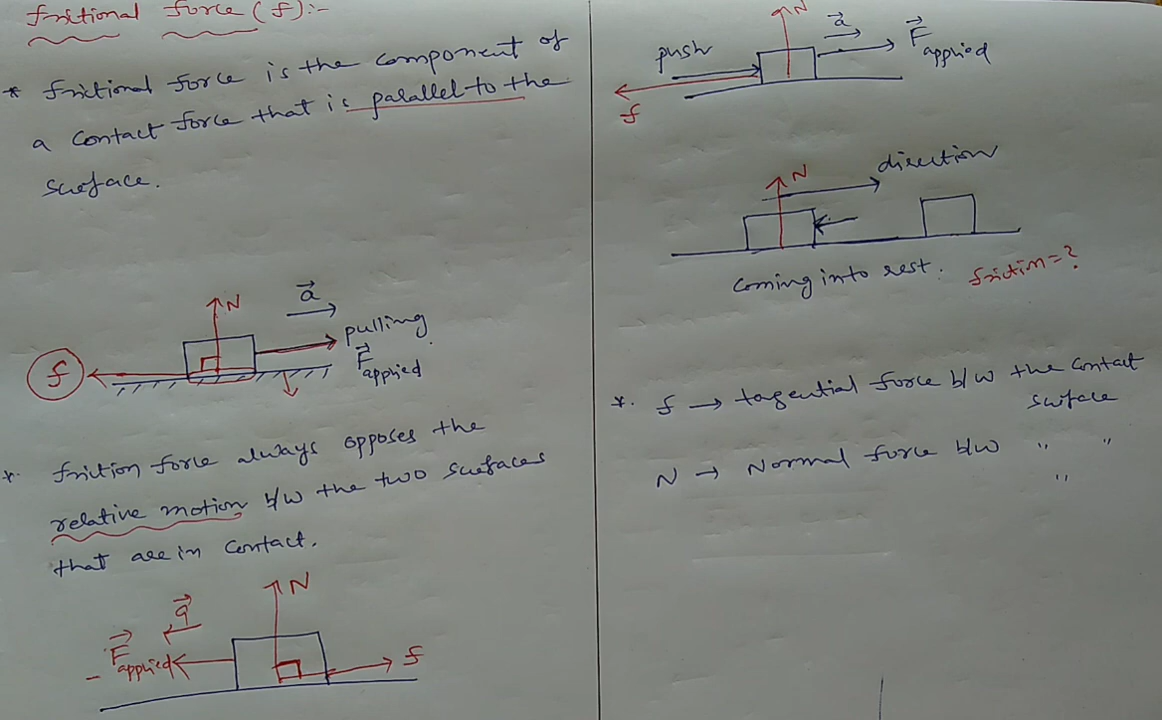 frictional force (f):-
* frictional force is the component of
a contact force that is parallel to the
surface.
N
a
pulling
F applied
f
* friction force always opposes the
relative motion b/w the two surfaces
that are in contact.
N
a
F applied
f
N
a
F applied
push
f
N
direction
coming into rest. friction=?
*. f → tagential force b/w the contact
surface
N → Normal force b/w " "
"